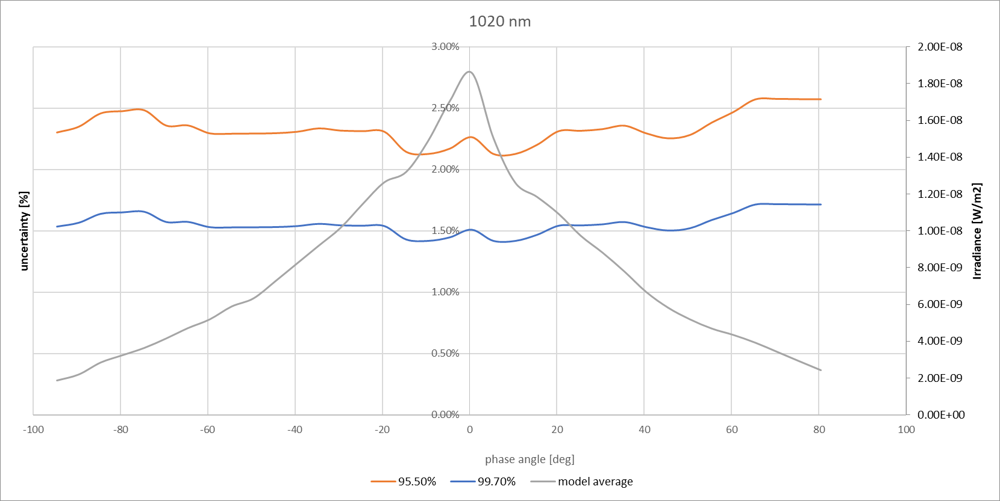 1020 nm
3.00%
2.50%
2.00%
1.50%
1.00%
0.50%
0.00%
uncertainty [%]
2.00E-08
1.80E-08
1.60E-08
1.40E-08
1.20E-08
1.00E-08
8.00E-09
6.00E-09
4.00E-09
2.00E-09
0.00E+00
Irradiance [W/m2]
-100 -80 -60 -40 -20 0 20 40 60 80 100
phase angle [deg]
95.50% 99.70% model average